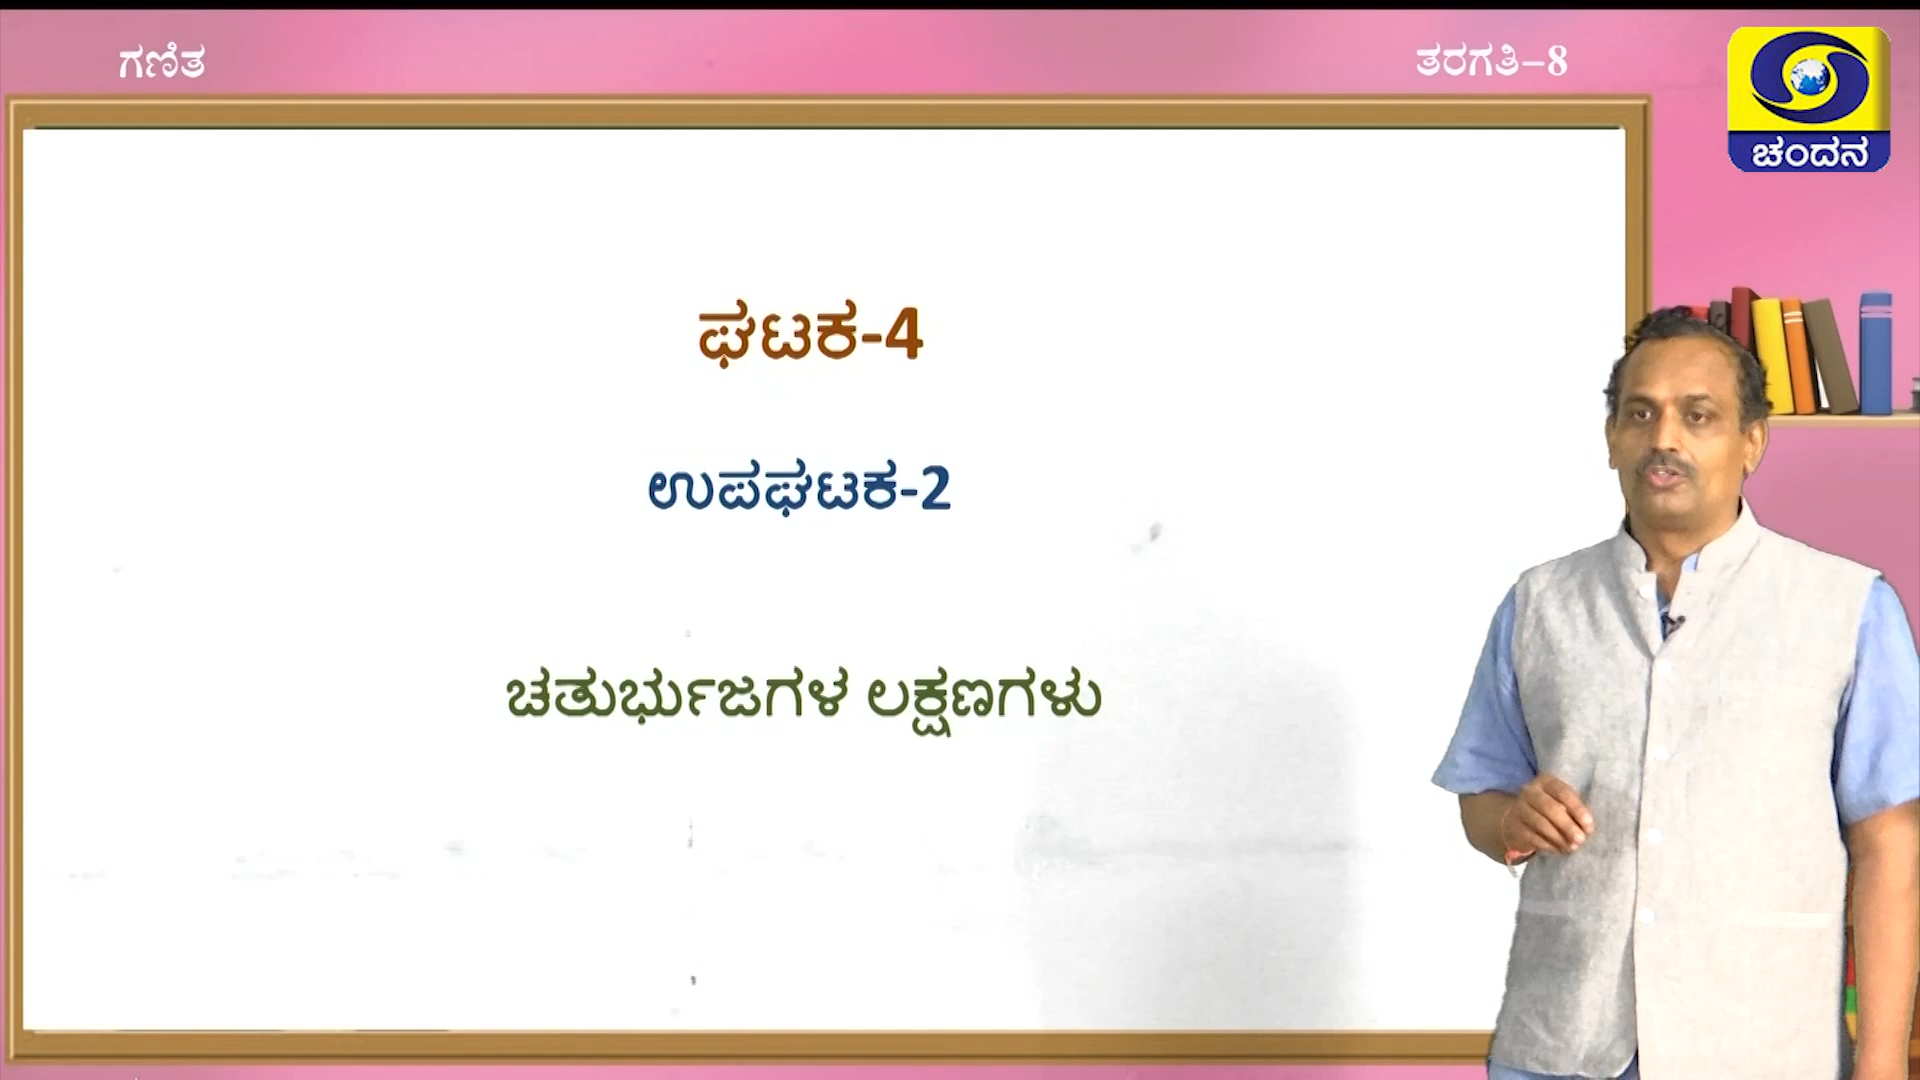 ಗಣಿತ
ತರಗತಿ–8
ಚಂದನ
ಘಟಕ-4
ಉಪಘಟಕ-2
ಚತುರ್ಭುಜಗಳ ಲಕ್ಷಣಗಳು